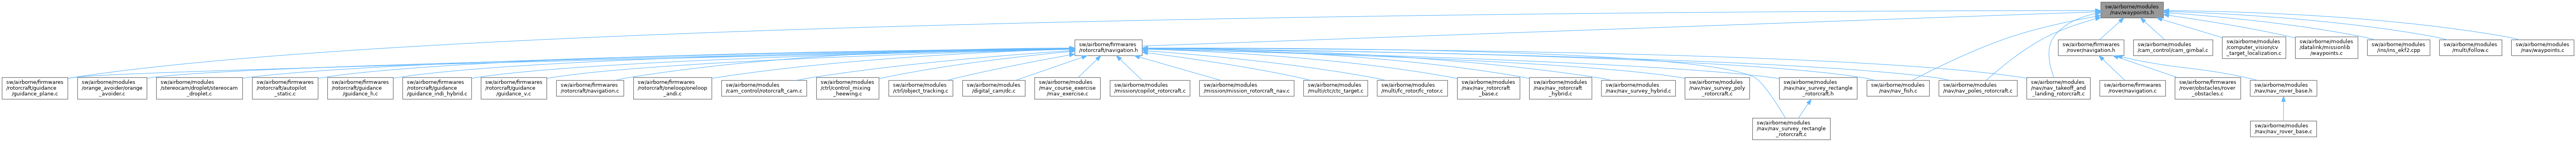 sw/airborne/modules
/nav/waypoints.h
sw/airborne/firmwares
/rotorcraft/navigation.h
sw/airborne/firmwares
/rover/navigation.h
sw/airborne/modules
/cam_control/cam_gimbal.c
sw/airborne/modules
/computer_vision/cv
_target_localization.c
sw/airborne/modules
/datalink/missionlib
/waypoints.c
sw/airborne/modules
/ins/ins_ekf2.cpp
sw/airborne/modules
/multi/follow.c
sw/airborne/modules
/nav/waypoints.c
sw/airborne/firmwares
/rotorcraft/guidance
/guidance_plane.c
sw/airborne/modules
/orange_avoider/orange
_avoider.c
sw/airborne/modules
/stereocam/droplet/stereocam
_droplet.c
sw/airborne/firmwares
/rotorcraft/autopilot
_static.c
sw/airborne/firmwares
/rotorcraft/guidance
/guidance_h.c
sw/airborne/firmwares
/rotorcraft/guidance
/guidance_indi_hybrid.c
sw/airborne/firmwares
/rotorcraft/guidance
/guidance_v.c
sw/airborne/firmwares
/rotorcraft/navigation.c
sw/airborne/firmwares
/rotorcraft/oneloop/oneloop
_andi.c
sw/airborne/modules
/cam_control/rotorcraft_cam.c
sw/airborne/modules
/ctrl/control_mixing
_heewing.c
sw/airborne/modules
/ctrl/object_tracking.c
sw/airborne/modules
/digital_cam/dc.c
sw/airborne/modules
/mav_course_exercise
/mav_exercise.c
sw/airborne/modules
/mission/copilot_rotorcraft.c
sw/airborne/modules
/mission/mission_rotorcraft_nav.c
sw/airborne/modules
/multi/ctc/ctc_target.c
sw/airborne/modules
/multi/fc_rotor/fc_rotor.c
sw/airborne/modules
/nav/nav_rotorcraft
_base.c
sw/airborne/modules
/nav/nav_rotorcraft
_hybrid.c
sw/airborne/modules
/nav/nav_survey_hybrid.c
sw/airborne/modules
/nav/nav_survey_poly
_rotorcraft.c
sw/airborne/modules
/nav/nav_survey_rectangle
_rotorcraft.h
sw/airborne/modules
/nav/nav_fish.c
sw/airborne/modules
/nav/nav_poles_rotorcraft.c
sw/airborne/modules
/nav/nav_takeoff_and
_landing_rotorcraft.c
sw/airborne/firmwares
/rover/navigation.c
sw/airborne/firmwares
/rover/obstacles/rover
_obstacles.c
sw/airborne/modules
/nav/nav_rover_base.h
sw/airborne/modules
/nav/nav_survey_rectangle
_rotorcraft.c
sw/airborne/modules
/nav/nav_rover_base.c